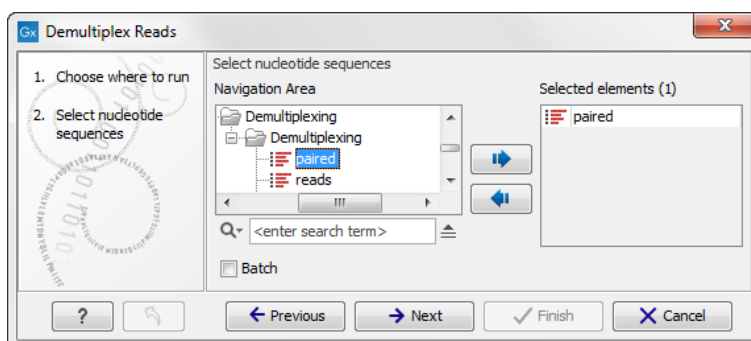 Gx Demultiplex Reads
X
Select nucleotide sequences
1. Choose where to run
2. Select nucleotide
sequences
Navigation Area
Demultiplexing
Demultiplexing
paired
reads
<enter search term>
Batch
Selected elements (1)
paired
?
Previous
Next
Finish
Cancel